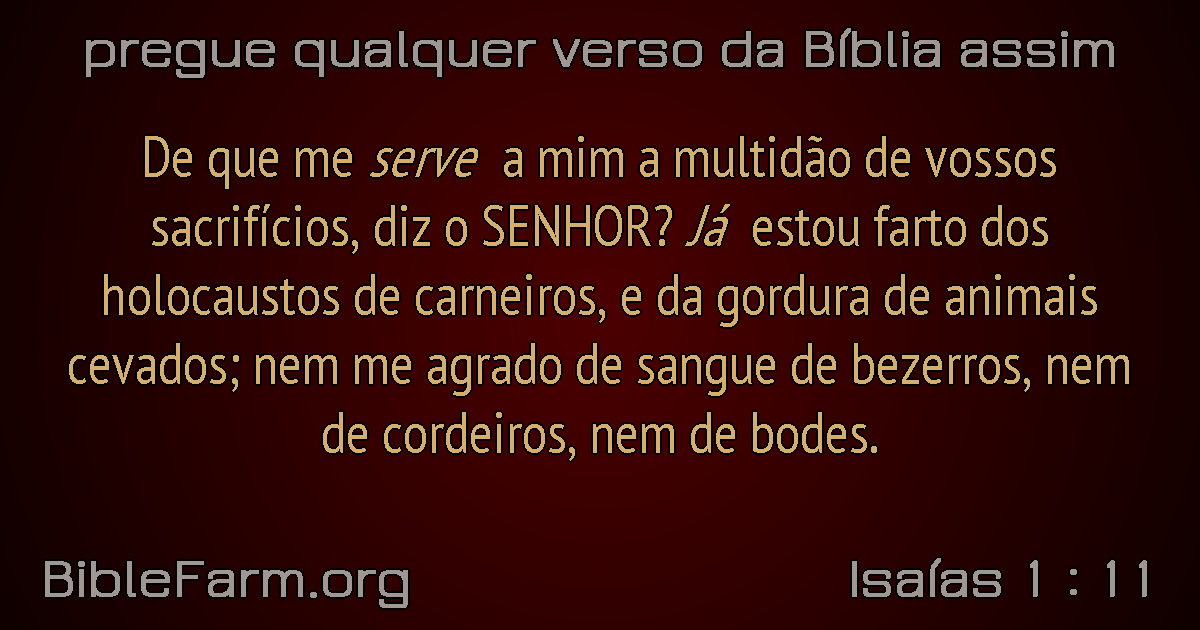 pregue qualquer verso da Bíblia assim
De que me serve a mim a multidão de vossos
sacrifícios, diz o SENHOR? Já estou farto dos
holocaustos de carneiros, e da gordura de animais
cevados; nem me agrado de sangue de bezerros, nem
de cordeiros, nem de bodes.
BibleFarm.org
Isaías 1 : 11